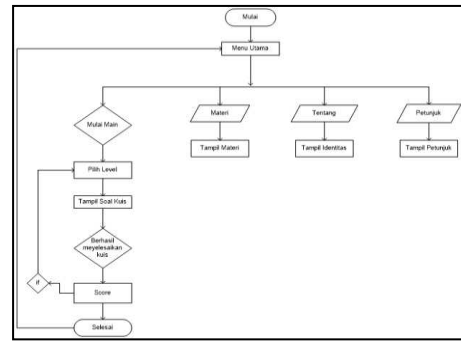 Mulai
Menu Utama
Mulai Main
Materi
Tentang
Petunjuk
Tampil Materi
Tampil Identitas
Tampil Petunjuk
Pilih Level
Tampil Soal Kuis
Berhasil
meyelesaikan
kuis
if
Score
Selesai